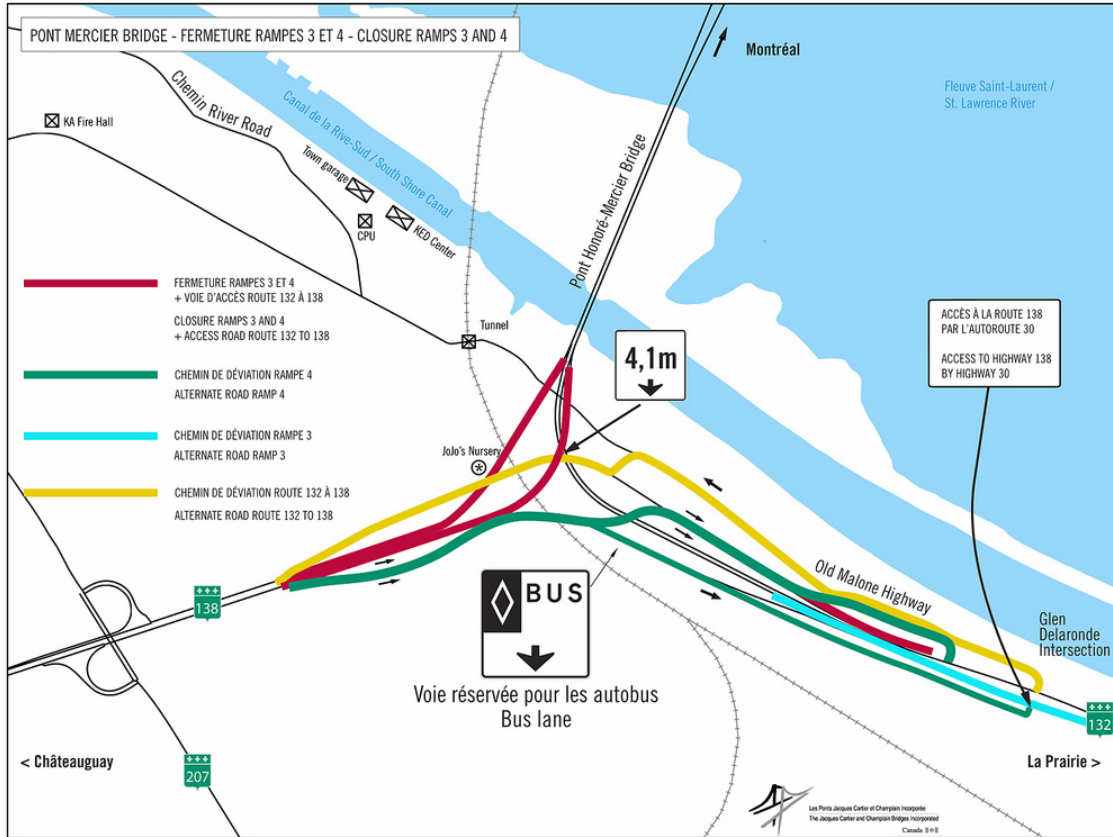 PONT MERCIER BRIDGE - FERMETURE RAMPES 3 ET 4 - CLOSURE RAMPS 3 AND 4
Montréal
Fleuve Saint-Laurent /
St. Lawrence River
KA Fire Hall
Chemin River Road
Canal de la Rive-Sud / South Shore Canal
Town garage
CPU
KED Center
Pont Honoré-Mercier Bridge
FERMETURE RAMPES 3 ET 4
+ VOIE D'ACCÈS ROUTE 132 À 138
CLOSURE RAMPS 3 AND 4
+ ACCESS ROAD ROUTE 132 TO 138
CHEMIN DE DÉVIATION RAMPE 4
ALTERNATE ROAD RAMP 4
CHEMIN DE DÉVIATION RAMPE 3
ALTERNATE ROAD RAMP 3
CHEMIN DE DÉVIATION ROUTE 132 À 138
ALTERNATE ROAD ROUTE 132 TO 138
Tunnel
4,1m
ACCÈS À LA ROUTE 138
PAR L'AUTOROUTE 30
ACCESS TO HIGHWAY 138
BY HIGHWAY 30
JoJo's Nursery
Old Malone Highway
138
BUS
Voie réservée pour les autobus
Bus lane
Glen
Delaronde
Intersection
132
< Châteauguay
207
La Prairie >
Les Ponts Jacques Cartier et Champlain Incorporée
The Jacques Cartier and Champlain Bridges Incorporated
Canada